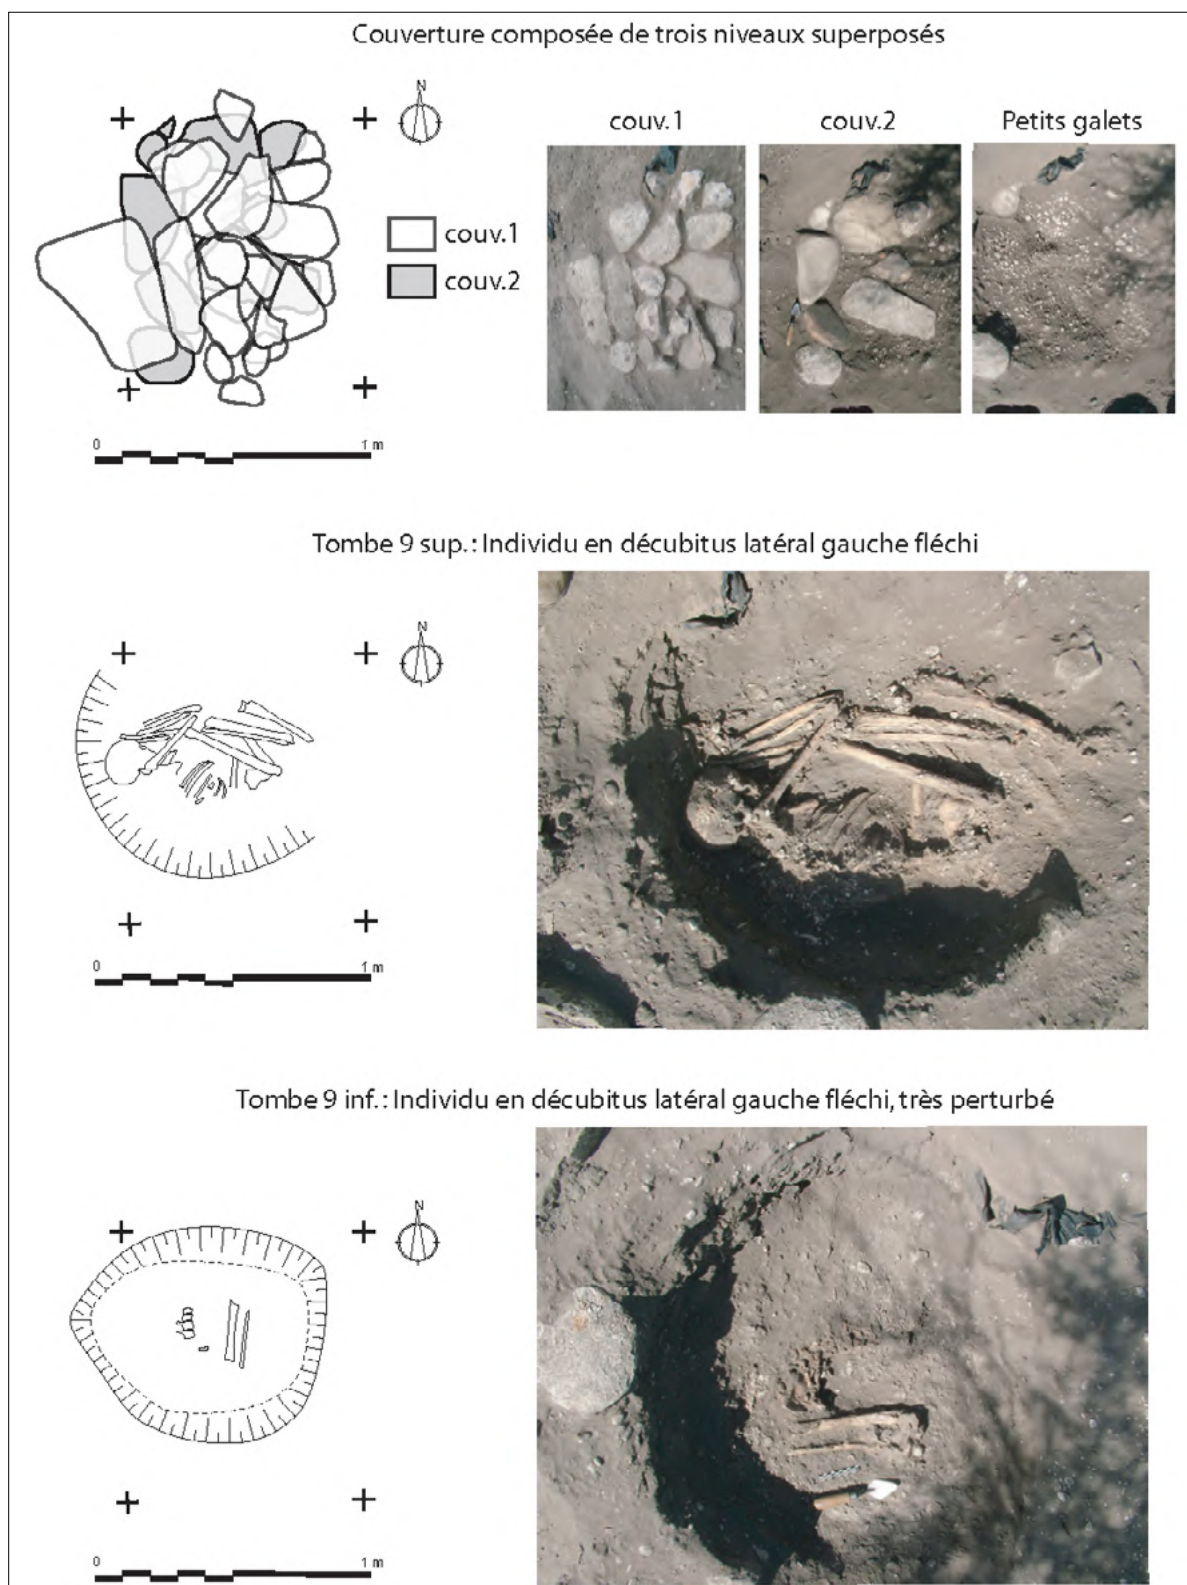 Couverture composée de trois niveaux superposés
N
couv.1
couv.2
Petits galets
couv.1
couv.2
0 1 m
Tombe 9 sup.: Individu en décubitus latéral gauche fléchi
N
0 1 m
Tombe 9 inf.: Individu en décubitus latéral gauche fléchi, très perturbé
N
0 1 m